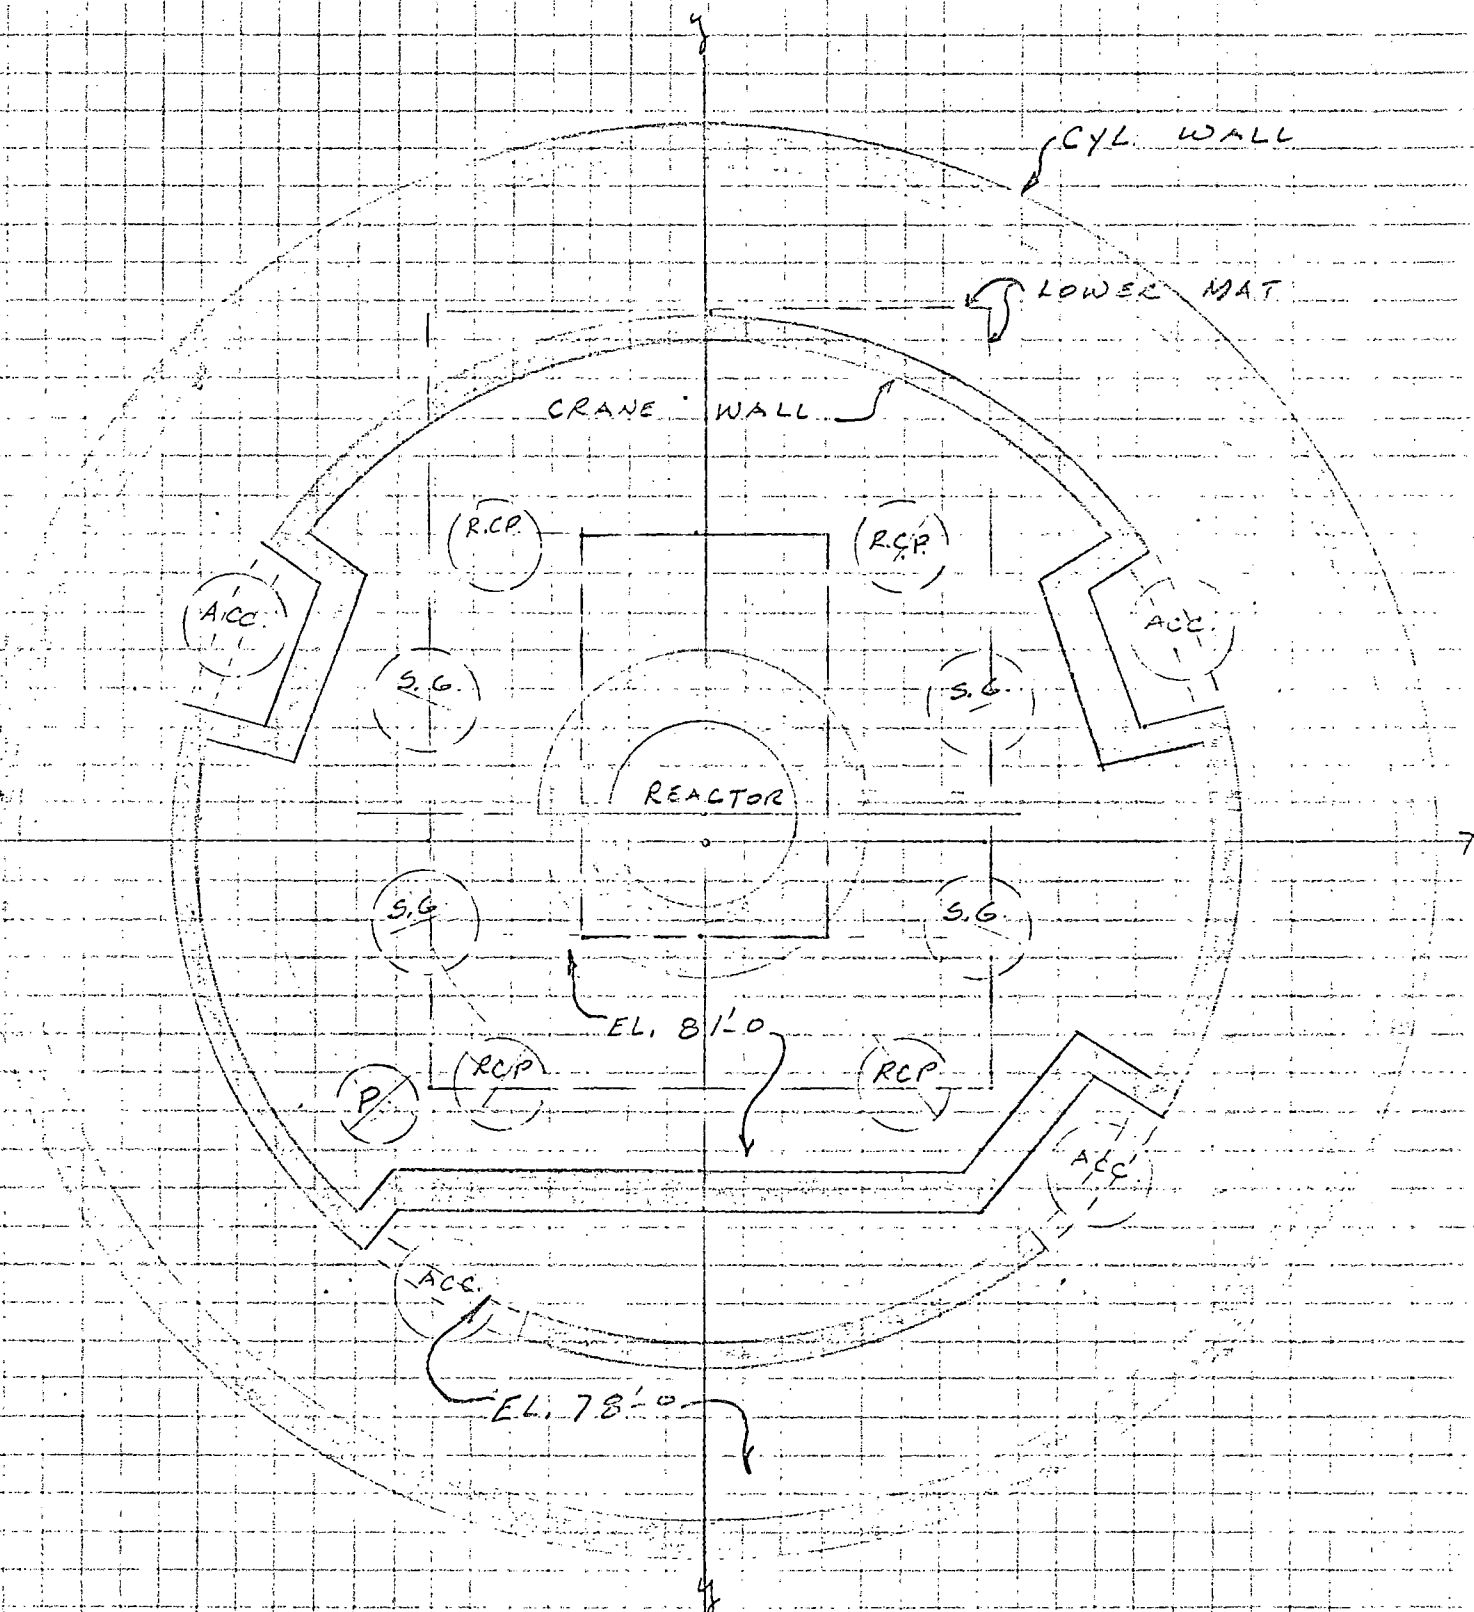 y
CYL. WALL
LOWER MAT
CRANE WALL
R.C.P.
R.C.P.
ACC.
ACC.
S.G.
S.G.
REACTOR
7
S.G.
S.G.
EL. 81'-0
P.
RCP
RCP
ACC.
ACC.
EL. 78'-0
y